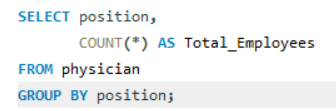 SELECT position,
       COUNT(*) AS Total_Employees
FROM physician
GROUP BY position;